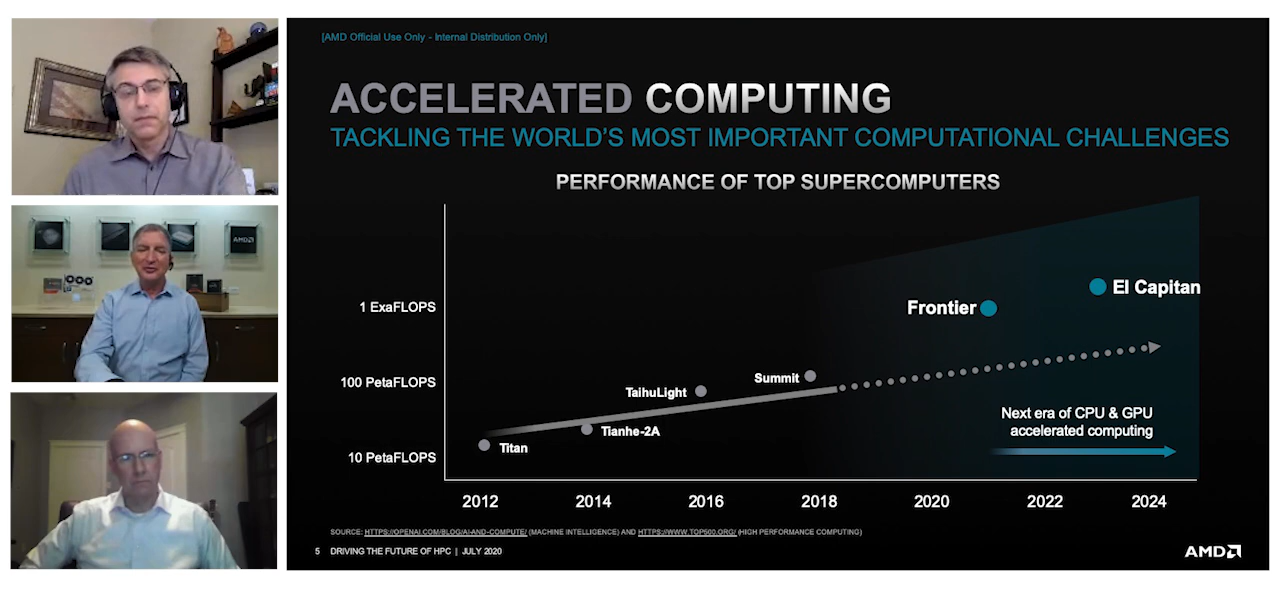 [AMD Official Use Only - Internal Distribution Only]
ACCELERATED COMPUTING
TACKLING THE WORLD'S MOST IMPORTANT COMPUTATIONAL CHALLENGES
PERFORMANCE OF TOP SUPERCOMPUTERS
1 ExaFLOPS
100 PetaFLOPS
10 PetaFLOPS
El Capitan
Frontier
Summit
TaihuLight
Tianhe-2A
Titan
Next era of CPU & GPU
accelerated computing
2012 2014 2016 2018 2020 2022 2024
SOURCE: HTTPS://OPENAI.COM/BLOG/AI-AND-COMPUTE/ (MACHINE INTELLIGENCE) AND HTTPS://WWW.TOP500.ORG/ (HIGH PERFORMANCE COMPUTING)
5 DRIVING THE FUTURE OF HPC | JULY 2020
AMD
AMD